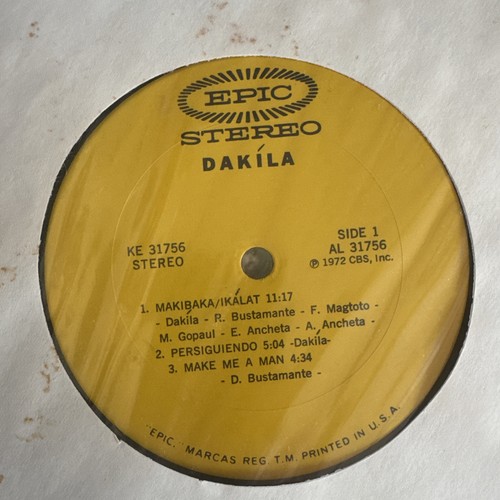 EPIC
STEREO
DAKÍLA
KE 31756
STEREO
SIDE 1
AL 31756
℗ 1972 CBS, Inc.
1. MAKIBAKA/IKÁLAT 11:17
- Dakíla - R. Bustamante - F. Magtoto -
M. Gopaul - E. Ancheta - A. Ancheta -
2. PERSIGUIENDO 5:04 -Dakila-
3. MAKE ME A MAN 4:34
- D. Bustamante -
"EPIC," MARCAS REG. T.M. PRINTED IN U.S.A.